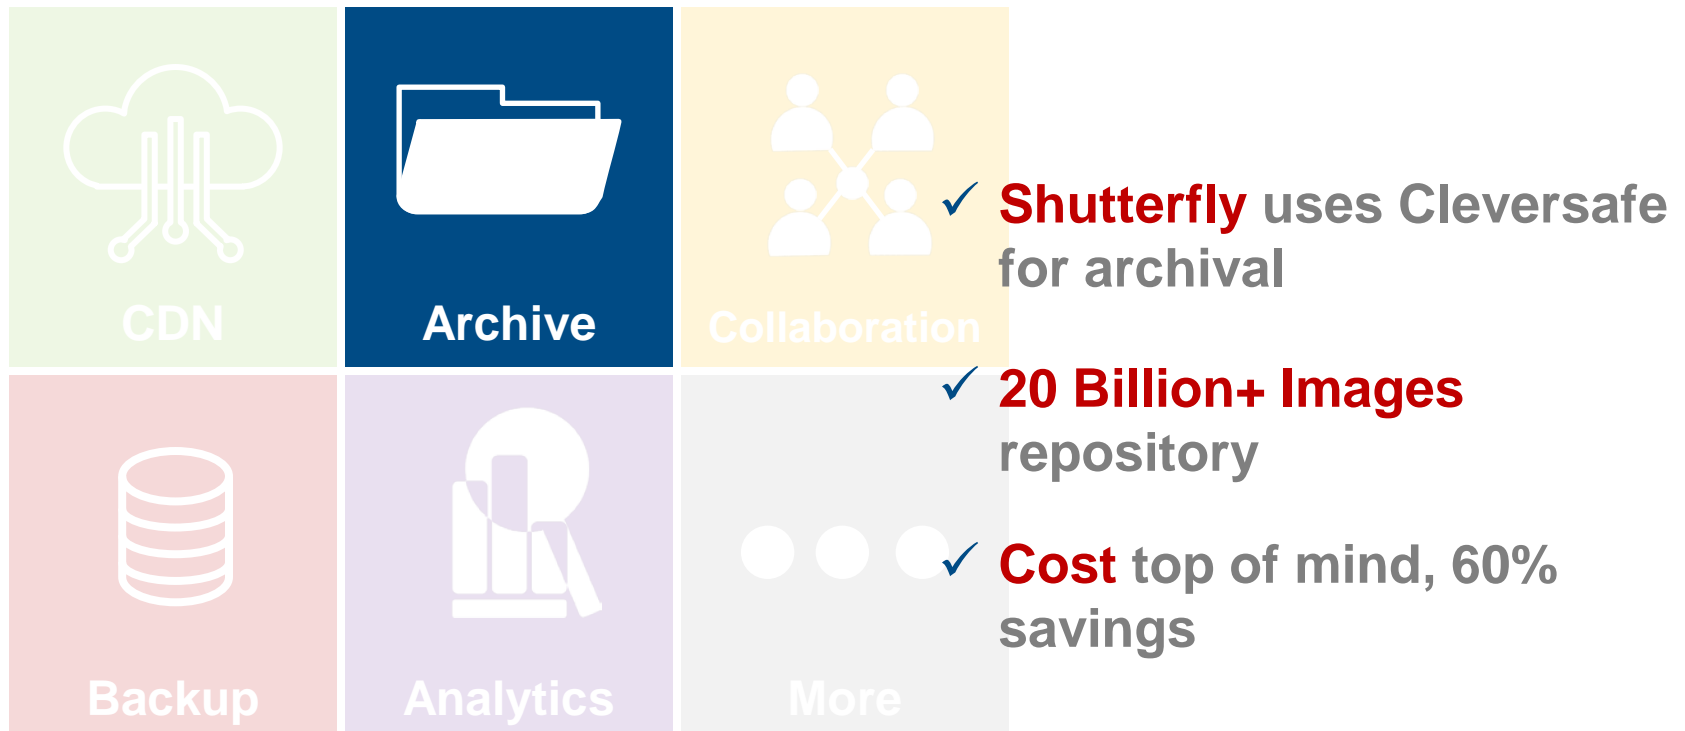 CDN
Archive
Collaboration
Backup
Analytics
More
✓ Shutterfly uses Cleversafe
for archival
✓ 20 Billion+ Images
repository
✓ Cost top of mind, 60%
savings